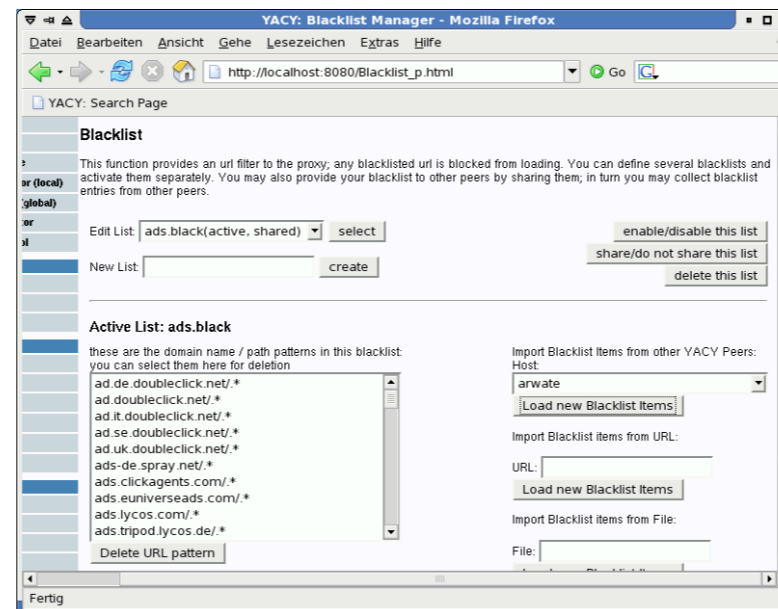 YACY: Blacklist Manager - Mozilla Firefox
Datei Bearbeiten Ansicht Gehe Lesezeichen Extras Hilfe
http://localhost:8080/Blacklist_p.html Go G
YACY: Search Page
Blacklist
This function provides an url filter to the proxy; any blacklisted url is blocked from loading. You can define several blacklists and
activate them separately. You may also provide your blacklist to other peers by sharing them; in turn you may collect blacklist
entries from other peers.
or (local)
(global)
tor
ol
Edit List: ads.black(active, shared) select
enable/disable this list
share/do not share this list
New List: create
delete this list
Active List: ads.black
these are the domain name / path patterns in this blacklist:
you can select them here for deletion
ad.de.doubleclick.net/.*
ad.doubleclick.net/.*
ad.it.doubleclick.net/.*
ad.se.doubleclick.net/.*
ad.uk.doubleclick.net/.*
ads-de.spray.net/.*
ads.clickagents.com/.*
ads.euniverseads.com/.*
ads.lycos.com/.*
ads.tripod.lycos.de/.*
Delete URL pattern
Import Blacklist Items from other YACY Peers:
Host:
arwate
Load new Blacklist Items
Import Blacklist items from URL:
URL:
Load new Blacklist Items
Import Blacklist items from File:
File:
Fertig